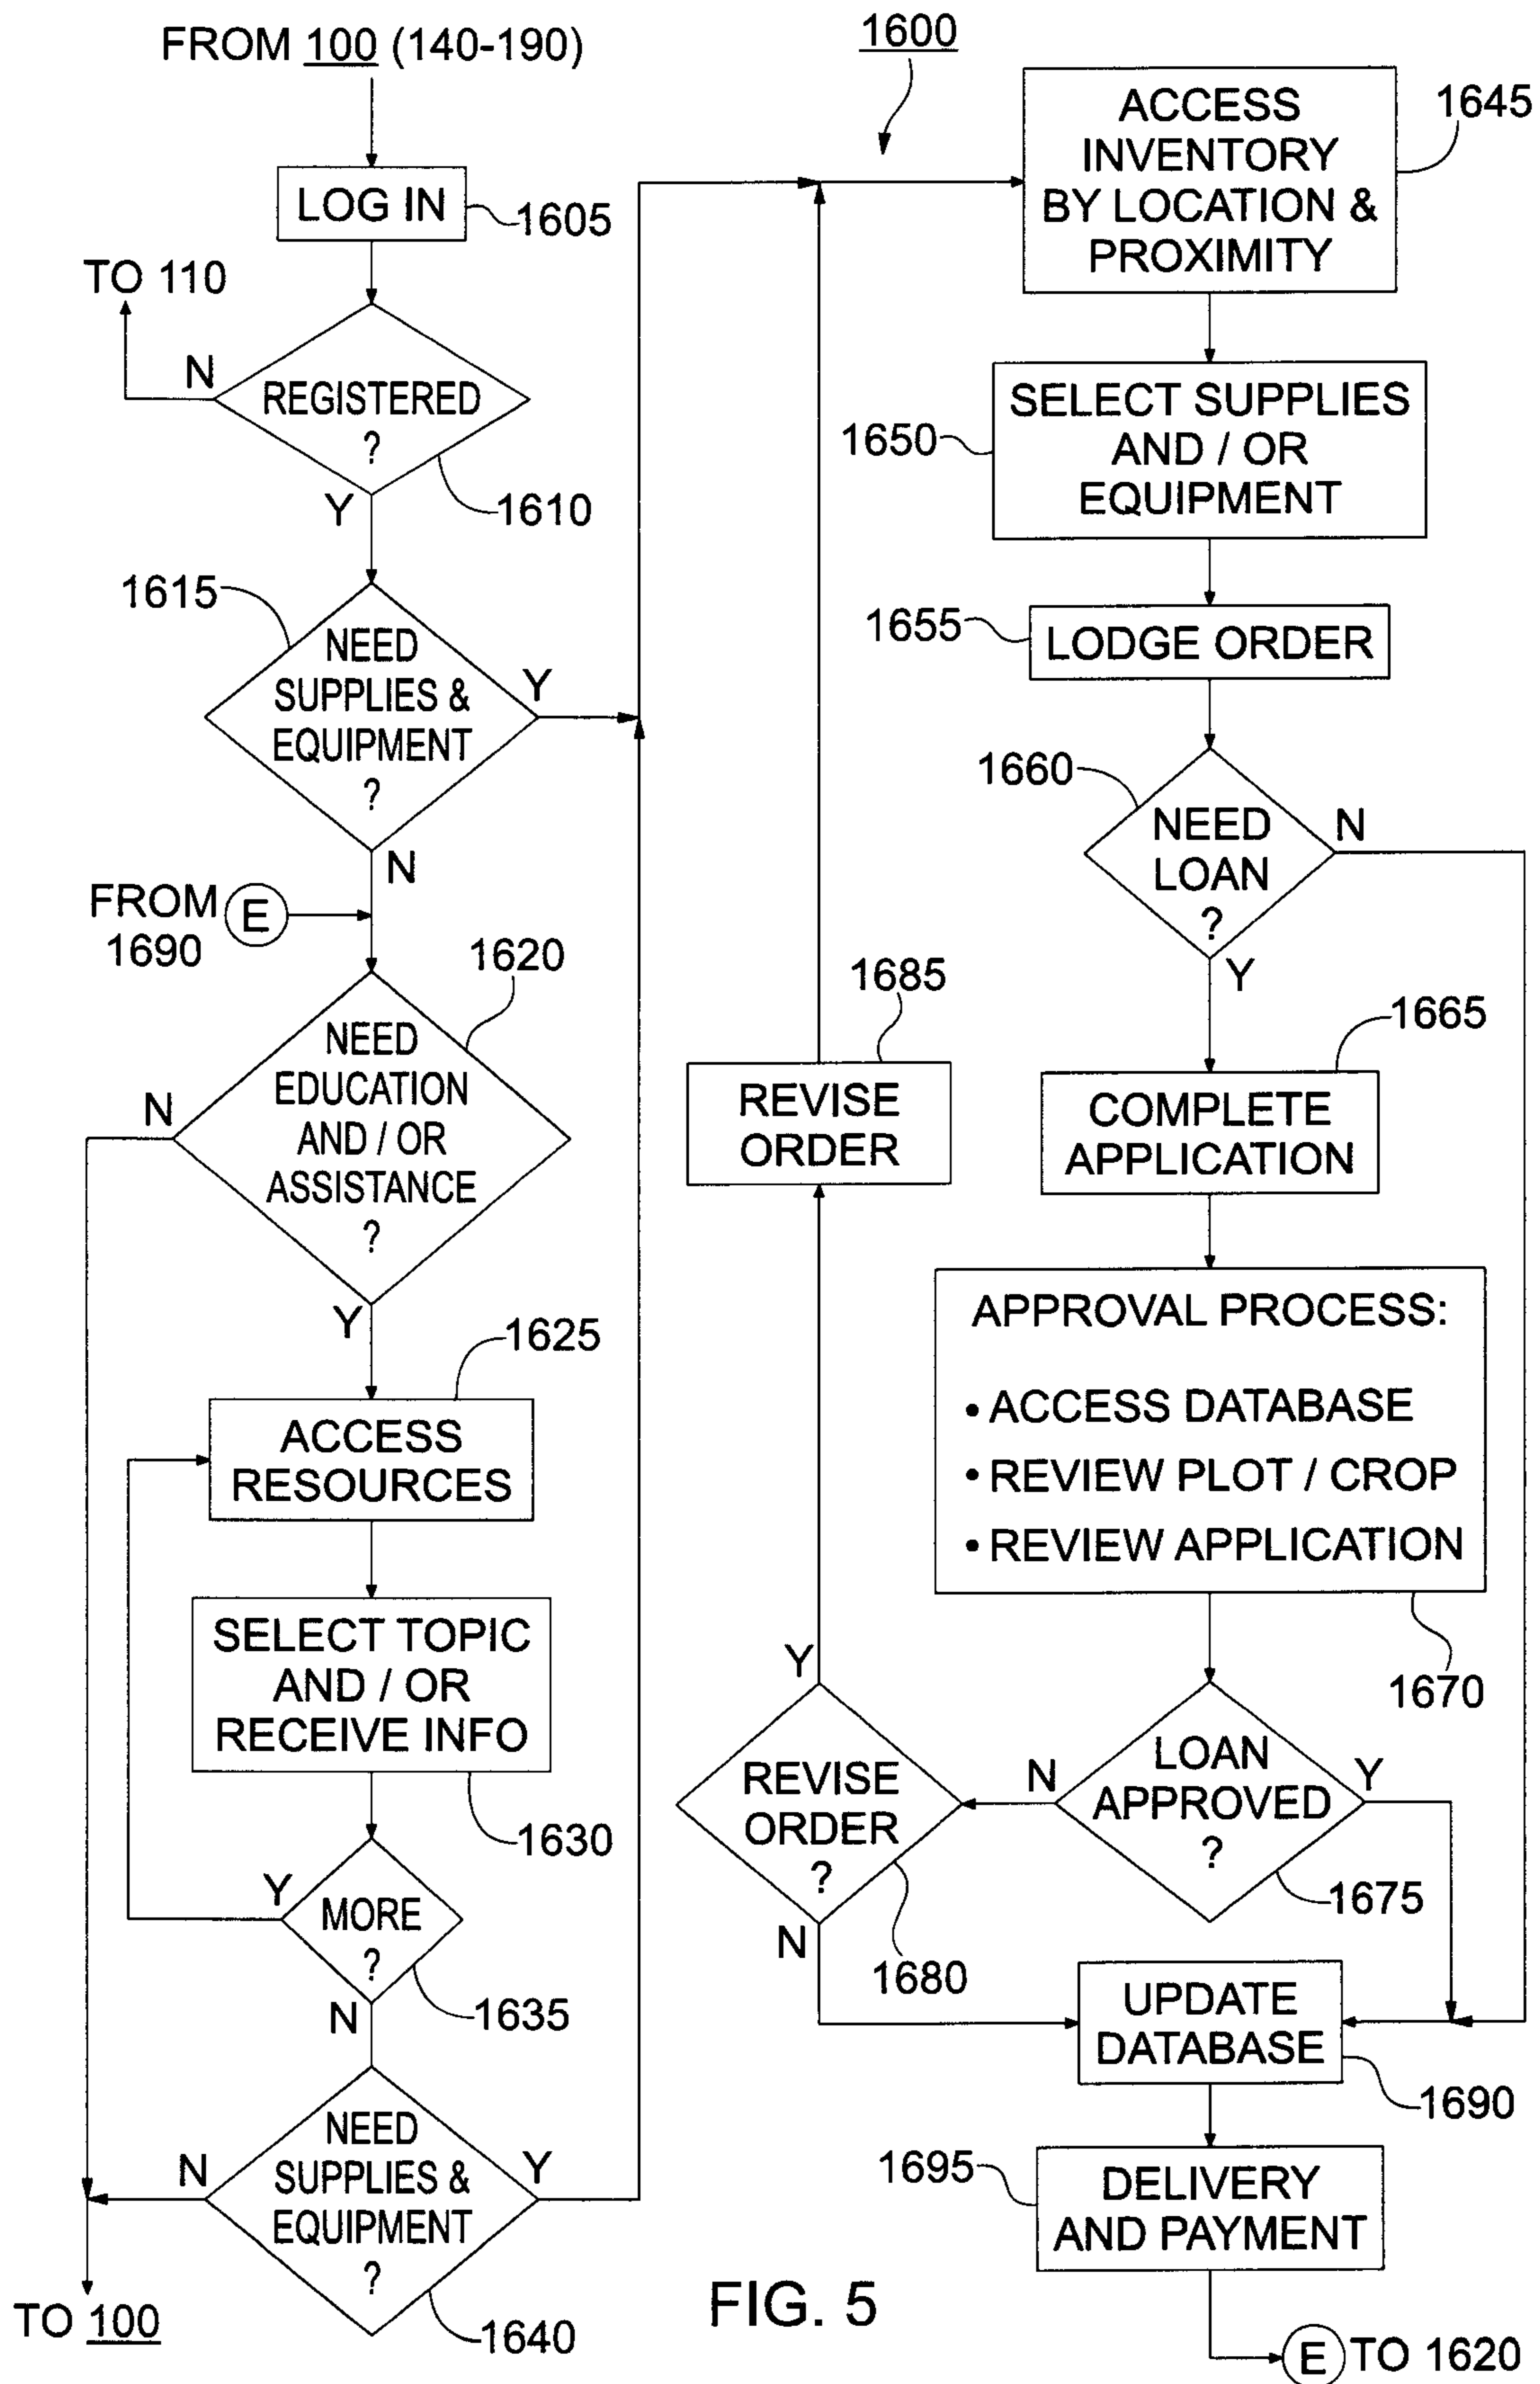 FROM 100 (140-190)
LOG IN
1605
TO 110
N
REGISTERED
?
Y
1610
1615
NEED
SUPPLIES &
EQUIPMENT
?
Y
N
FROM
1690
E
1620
NEED
EDUCATION
AND / OR
ASSISTANCE
?
N
Y
1625
ACCESS
RESOURCES
SELECT TOPIC
AND / OR
RECEIVE INFO
1630
Y
MORE
?
1635
N
NEED
SUPPLIES &
EQUIPMENT
?
N
Y
1640
TO 100
1600
ACCESS
INVENTORY
BY LOCATION &
PROXIMITY
1645
SELECT SUPPLIES
AND / OR
EQUIPMENT
1650
1655
LODGE ORDER
1660
NEED
LOAN
?
N
Y
1665
COMPLETE
APPLICATION
1685
REVISE
ORDER
APPROVAL PROCESS:
• ACCESS DATABASE
• REVIEW PLOT / CROP
• REVIEW APPLICATION
1670
LOAN
APPROVED
?
N
Y
1675
Y
REVISE
ORDER
?
N
1680
UPDATE
DATABASE
1690
1695
DELIVERY
AND PAYMENT
E TO 1620
FIG. 5